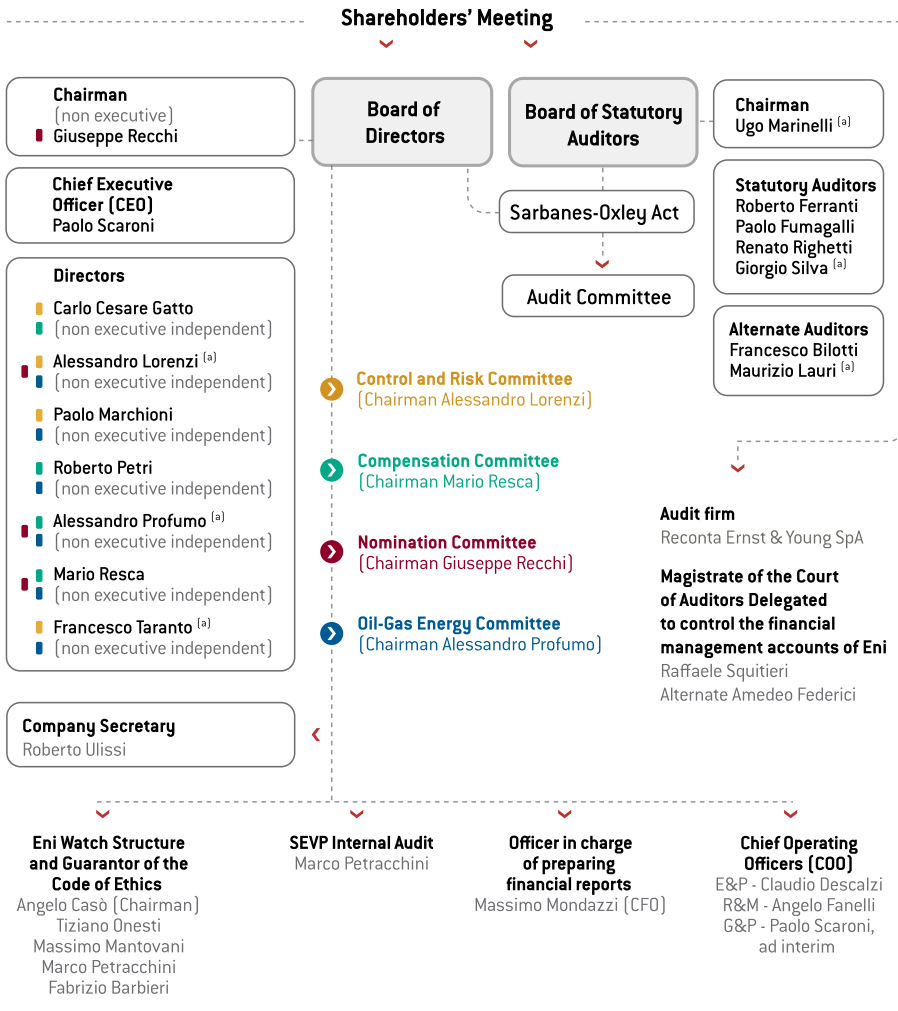 Shareholders’ Meeting
Chairman
(non executive)
Giuseppe Recchi
Chief Executive
Officer (CEO)
Paolo Scaroni
Directors
Carlo Cesare Gatto
(non executive independent)
Alessandro Lorenzi (a)
(non executive independent)
Paolo Marchioni
(non executive independent)
Roberto Petri
(non executive independent)
Alessandro Profumo (a)
(non executive independent)
Mario Resca
(non executive independent)
Francesco Taranto (a)
(non executive independent)
Company Secretary
Roberto Ulissi
Board of
Directors
Board of Statutory
Auditors
Sarbanes-Oxley Act
Audit Committee
Chairman
Ugo Marinelli (a)
Statutory Auditors
Roberto Ferranti
Paolo Fumagalli
Renato Righetti
Giorgio Silva (a)
Alternate Auditors
Francesco Bilotti
Maurizio Lauri (a)
Control and Risk Committee
(Chairman Alessandro Lorenzi)
Compensation Committee
(Chairman Mario Resca)
Nomination Committee
(Chairman Giuseppe Recchi)
Oil-Gas Energy Committee
(Chairman Alessandro Profumo)
Audit firm
Reconta Ernst & Young SpA
Magistrate of the Court
of Auditors Delegated
to control the financial
management accounts of Eni
Raffaele Squitieri
Alternate Amedeo Federici
Eni Watch Structure
and Guarantor of the
Code of Ethics
Angelo Casò (Chairman)
Tiziano Onesti
Massimo Mantovani
Marco Petracchini
Fabrizio Barbieri
SEVP Internal Audit
Marco Petracchini
Officer in charge
of preparing
financial reports
Massimo Mondazzi (CFO)
Chief Operating
Officers (COO)
E&P - Claudio Descalzi
R&M - Angelo Fanelli
G&P - Paolo Scaroni,
ad interim